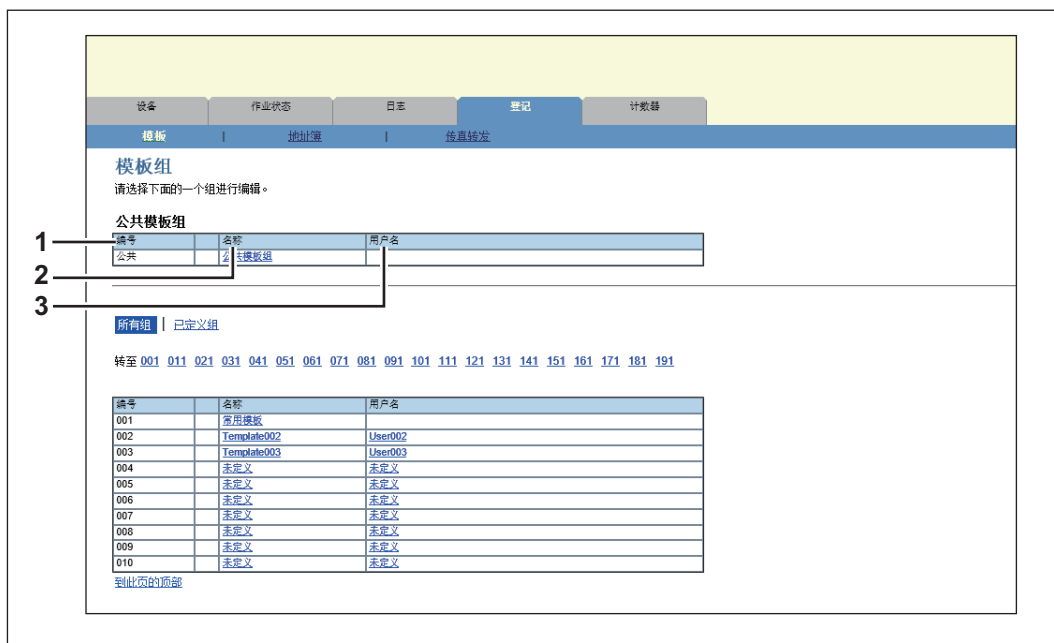 设备 作业状态 日志 登记 计数器
模板 | 地址簿 | 传真转发
模板组
请选择下面的一个组进行编辑。
公共模板组
1 编号 名称 用户名
公共 公共模板组
2
3
所有组 | 已定义组
转至 001 011 021 031 041 051 061 071 081 091 101 111 121 131 141 151 161 171 181 191
编号 名称 用户名
001 常用模板
002 Template002 User002
003 Template003 User003
004 未定义 未定义
005 未定义 未定义
006 未定义 未定义
007 未定义 未定义
008 未定义 未定义
009 未定义 未定义
010 未定义 未定义
到此页的顶部